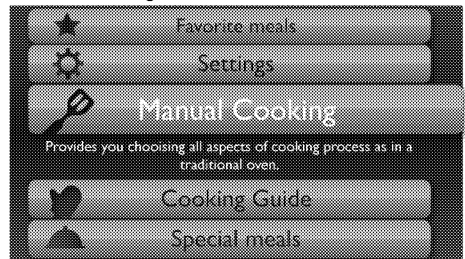 Favorite meals
Settings
Manual Cooking
Provides you choosing all aspects of cooking process as in a
traditional oven.
Cooking Guide
Special meals